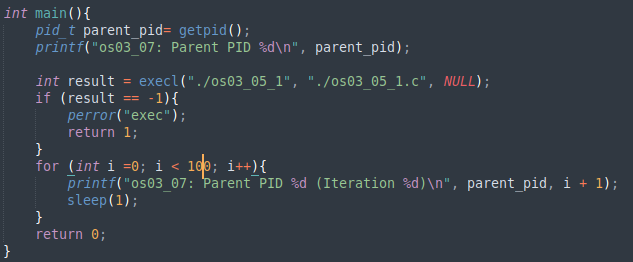 int main(){
pid_t parent_pid= getpid();
printf("os03_07: Parent PID %d\n", parent_pid);
int result = execl("./os03_05_1", "./os03_05_1.c", NULL);
if (result == -1){
perror("exec");
return 1;
}
for (int i =0; i < 100; i++){
printf("os03_07: Parent PID %d (Iteration %d)\n", parent_pid, i + 1);
sleep(1);
}
return 0;
}